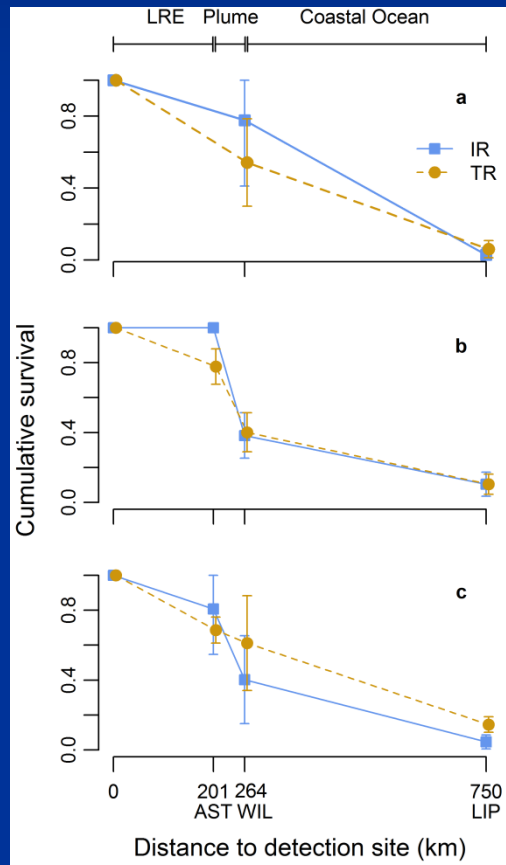 LRE Plume Coastal Ocean
a
0.8
0.4
0.0
IR
TR
b
0.8
0.4
0.0
c
0.8
0.4
0.0
Cumulative survival
0 201 264 750
AST WIL LIP
Distance to detection site (km)